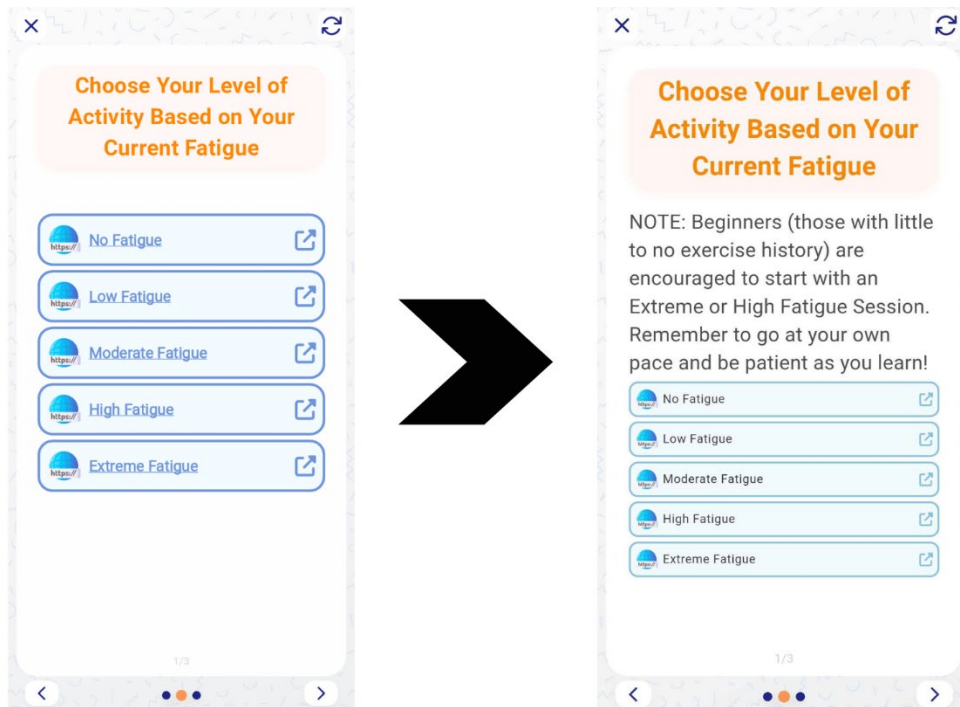 Choose Your Level of
Activity Based on Your
Current Fatigue
https://
No Fatigue
https://
Low Fatigue
https://
Moderate Fatigue
https://
High Fatigue
https://
Extreme Fatigue
1/3
Choose Your Level of
Activity Based on Your
Current Fatigue
NOTE: Beginners (those with little
to no exercise history) are
encouraged to start with an
Extreme or High Fatigue Session.
Remember to go at your own
pace and be patient as you learn!
https://
No Fatigue
https://
Low Fatigue
https://
Moderate Fatigue
https://
High Fatigue
https://
Extreme Fatigue
1/3